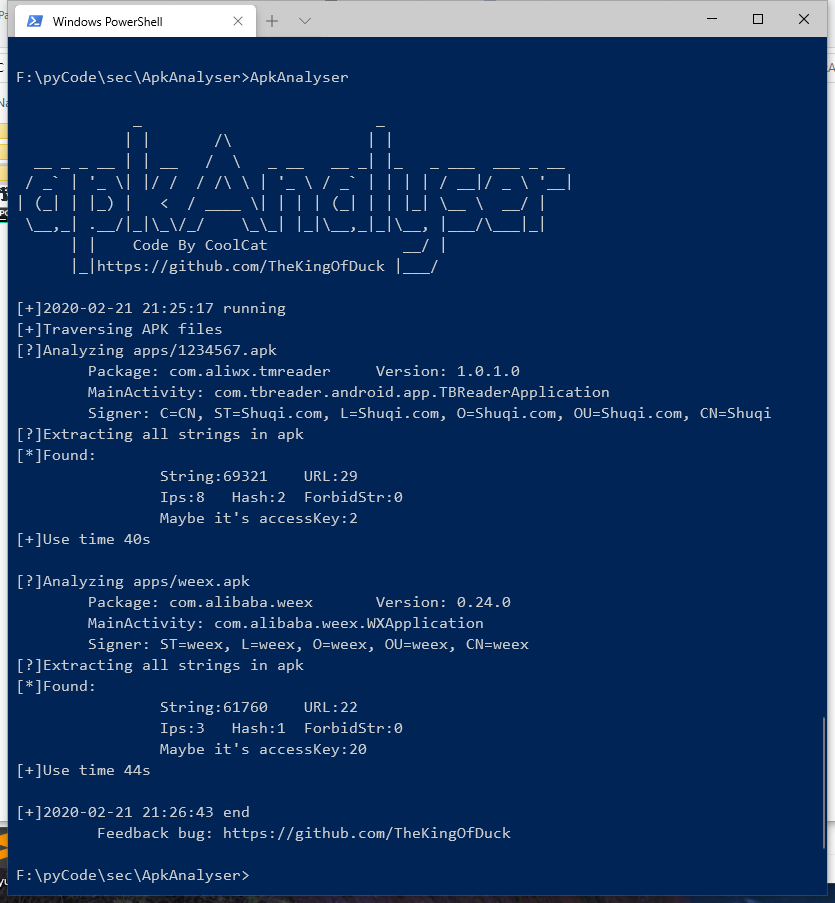 Windows PowerShell
F:\pyCode\sec\ApkAnalyser>ApkAnalyser
apkAnalyser
Code By CoolCat
https://github.com/TheKingOfDuck
[+]2020-02-21 21:25:17 running
[+]Traversing APK files
[?]Analyzing apps/1234567.apk
Package: com.aliwx.tmreader Version: 1.0.1.0
MainActivity: com.tbreader.android.app.TBReaderApplication
Signer: C=CN, ST=Shuqi.com, L=Shuqi.com, O=Shuqi.com, OU=Shuqi.com, CN=Shuqi
[?]Extracting all strings in apk
[*]Found:
String:69321 URL:29
Ips:8 Hash:2 ForbidStr:0
Maybe it's accessKey:2
[+]Use time 40s
[?]Analyzing apps/weex.apk
Package: com.alibaba.weex Version: 0.24.0
MainActivity: com.alibaba.weex.WXApplication
Signer: ST=weex, L=weex, O=weex, OU=weex, CN=weex
[?]Extracting all strings in apk
[*]Found:
String:61760 URL:22
Ips:3 Hash:1 ForbidStr:0
Maybe it's accessKey:20
[+]Use time 44s
[+]2020-02-21 21:26:43 end
Feedback bug: https://github.com/TheKingOfDuck
F:\pyCode\sec\ApkAnalyser>